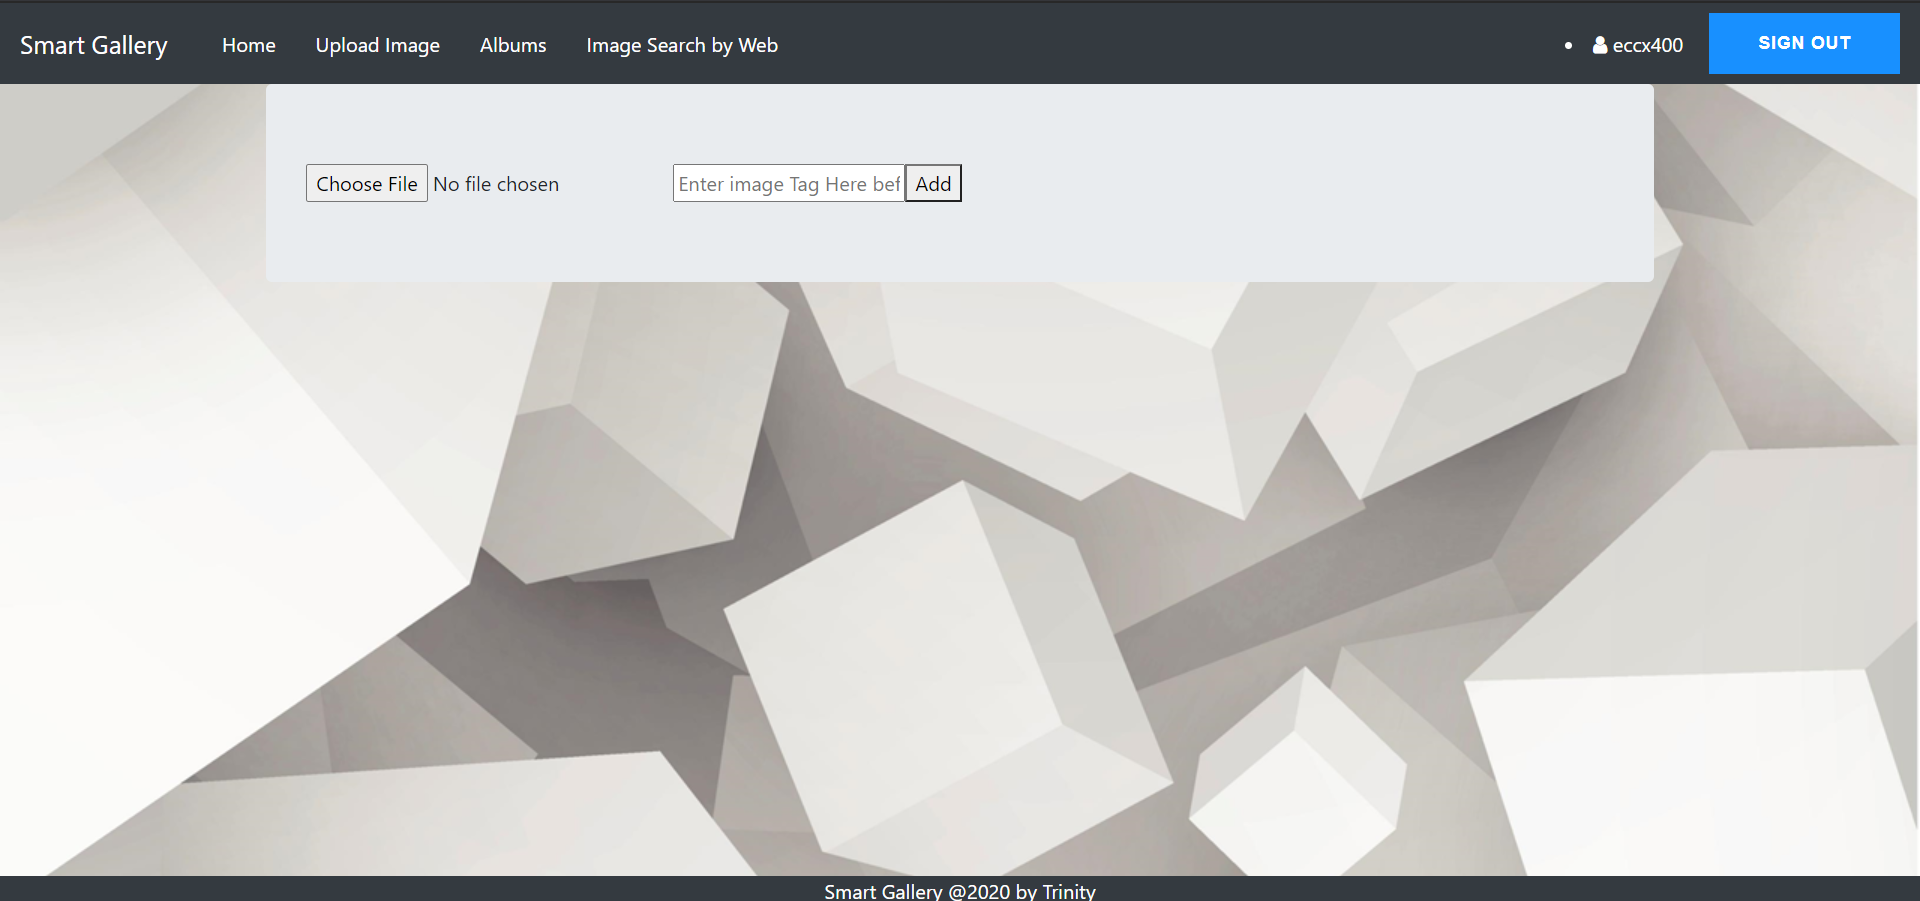 Smart Gallery Home Upload Image Albums Image Search by Web eccx400 SIGN OUT
Choose File No file chosen Enter image Tag Here bef Add
Smart Gallery @2020 by Trinity